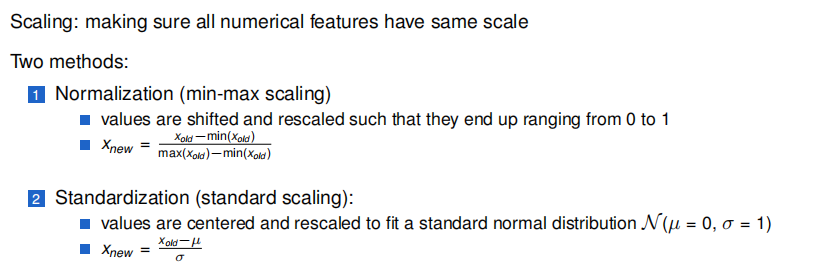 Scaling: making sure all numerical features have same scale
Two methods:
1 Normalization (min-max scaling)
■ values are shifted and rescaled such that they end up ranging from 0 to 1
■ x_new = (x_old − min(x_old)) / (max(x_old) − min(x_old))
2 Standardization (standard scaling):
■ values are centered and rescaled to fit a standard normal distribution 𝒩(μ = 0, σ = 1)
■ x_new = (x_old − μ) / σ